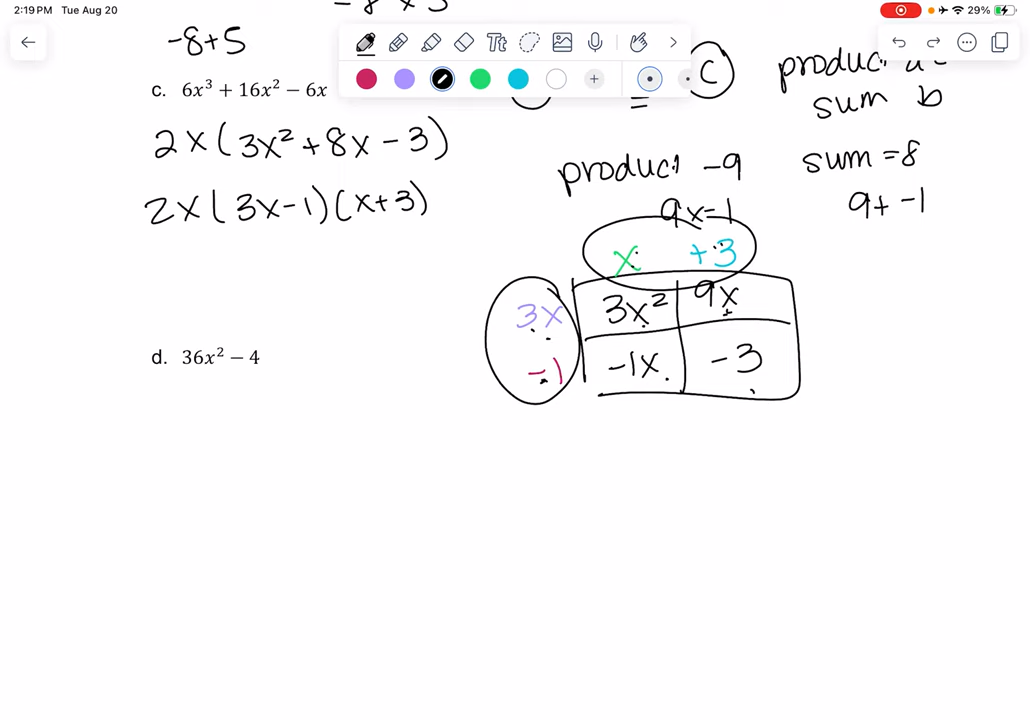 2:19 PM Tue Aug 20
29%
Tt
-8+5
c. 6x³ + 16x² − 6x
2x(3x²+8x-3)
2x(3x-1)(x+3)
C
=
sum b
product -9
sum =8
9x-1
9+ -1
x +3
3x 3x² 9x
-1 -1x -3
d. 36x² − 4